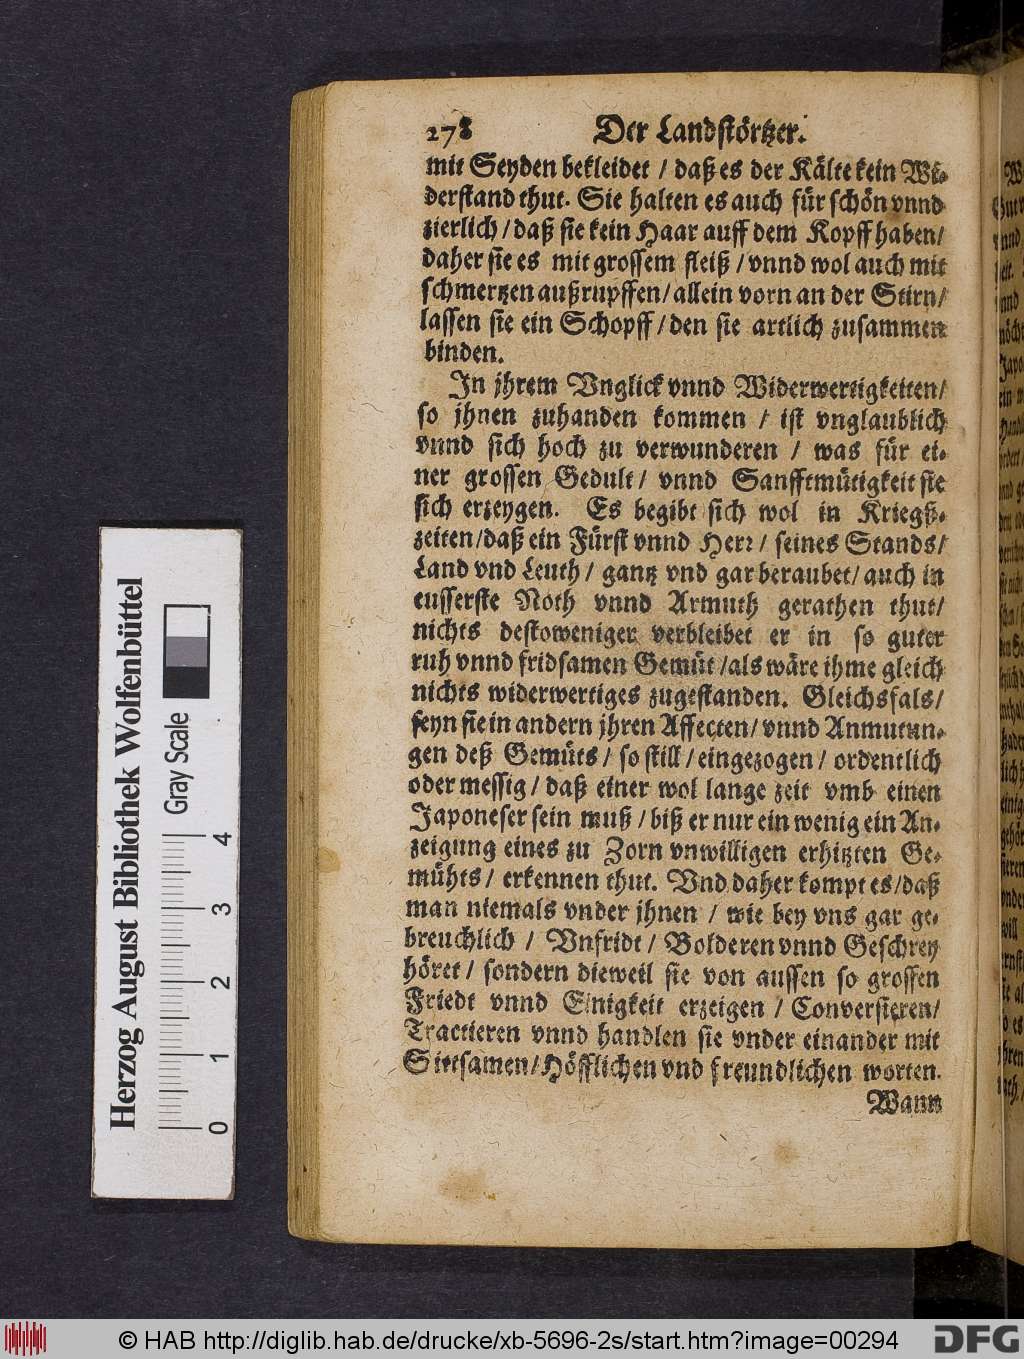 278 Der Landstörtzer.
mit Seyden bekleidet / daß es der Kälte kein Wi-
derstand thut. Sie halten es auch für schön vnnd
zierlich / daß sie kein Haar auff dem Kopff haben /
daher sie es mit grossem fleiß / vnnd wol auch mit
schmertzen außrupffen / allein vorn an der Stirn /
lassen sie ein Schopff / den sie artlich zusammen
binden.
In jhrem Vnglick vnnd Widerwertigkeiten /
so jhnen zuhanden kommen / ist vnglaublich
vnnd sich hoch zu verwunderen / was für ei-
ner grossen Gedult / vnnd Sanfftmütigkeit sie
sich erzeygen. Es begibt sich wol in Kriegß-
zeiten / daß ein Fürst vnnd Herr / seines Stands /
Land vnd Leuth / gantz vnd gar beraubet / auch in
eusserste Noth vnnd Armuth gerathen thut /
nichts destoweniger verbleibet er in so guter
ruh vnnd fridsamen Gemüt / als wäre ihme gleich
nichts widerwertiges zugestanden. Gleichsfals /
seyn sie in andern jhren Affecten / vnnd Anmutun-
gen deß Gemüts / so still / eingezogen / ordentlich
oder messig / daß einer wol lange zeit vmb einen
Japoneser sein muß / biß er nur ein wenig ein An-
zeigung eines zu Zorn vnwilligen erhitzten Ge-
mühts / erkennen thut. Vnd daher kompt es / daß
man niemals vnder jhnen / wie bey vns gar ge-
breuchlich / Vnfridt / Bolderen vnnd Geschrey
höret / sondern dieweil sie von aussen so grossen
Friedt vnnd Einigkeit erzeigen / Conversieren /
Tractieren vnnd handlen sie vnder einander mit
Sittsamen / Höfflichen vnd freundlichen worten.
Wann
Herzog August Bibliothek Wolfenbüttel
Gray Scale
0 1 2 3 4
© HAB http://diglib.hab.de/drucke/xb-5696-2s/start.htm?image=00294
DFG